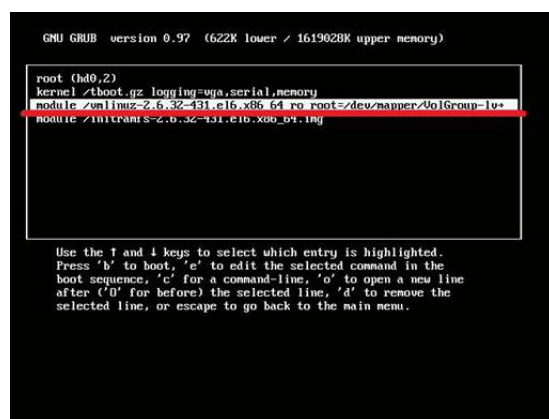 GNU GRUB version 0.97 (622K lower / 1619028K upper memory)
root (hd0,2)
kernel /tboot.gz logging=vga,serial,memory
module /vmlinuz-2.6.32-431.el6.x86_64 ro root=/dev/mapper/VolGroup-lv→
module /initramfs-2.6.32-431.el6.x86_64.img
Use the ↑ and ↓ keys to select which entry is highlighted.
Press 'b' to boot, 'e' to edit the selected command in the
boot sequence, 'c' for a command-line, 'o' to open a new line
after ('O' for before) the selected line, 'd' to remove the
selected line, or escape to go back to the main menu.